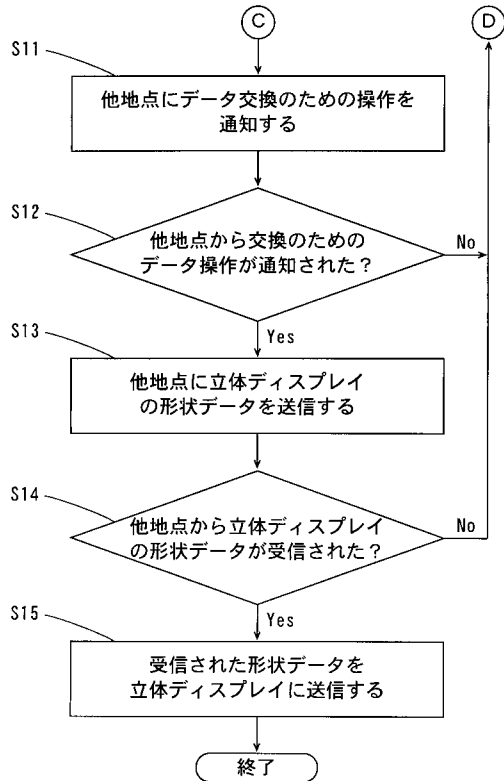 C
D
S11
他地点にデータ交換のための操作を
通知する
S12
他地点から交換のための
データ操作が通知された?
No
Yes
S13
他地点に立体ディスプレイ
の形状データを送信する
S14
他地点から立体ディスプレイ
の形状データが受信された?
No
Yes
S15
受信された形状データを
立体ディスプレイに送信する
終了